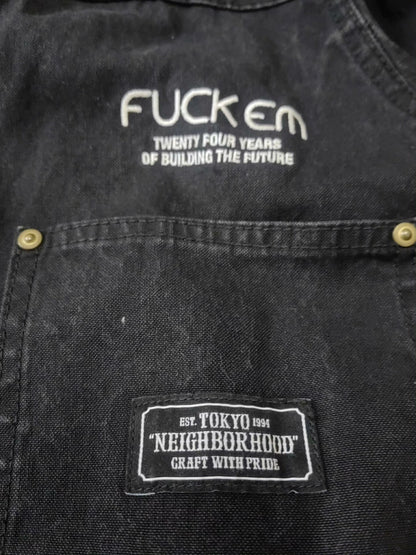 FUCK EM
TWENTY FOUR YEARS
OF BUILDING THE FUTURE
EST. TOKYO 1994
"NEIGHBORHOOD"
CRAFT WITH PRIDE